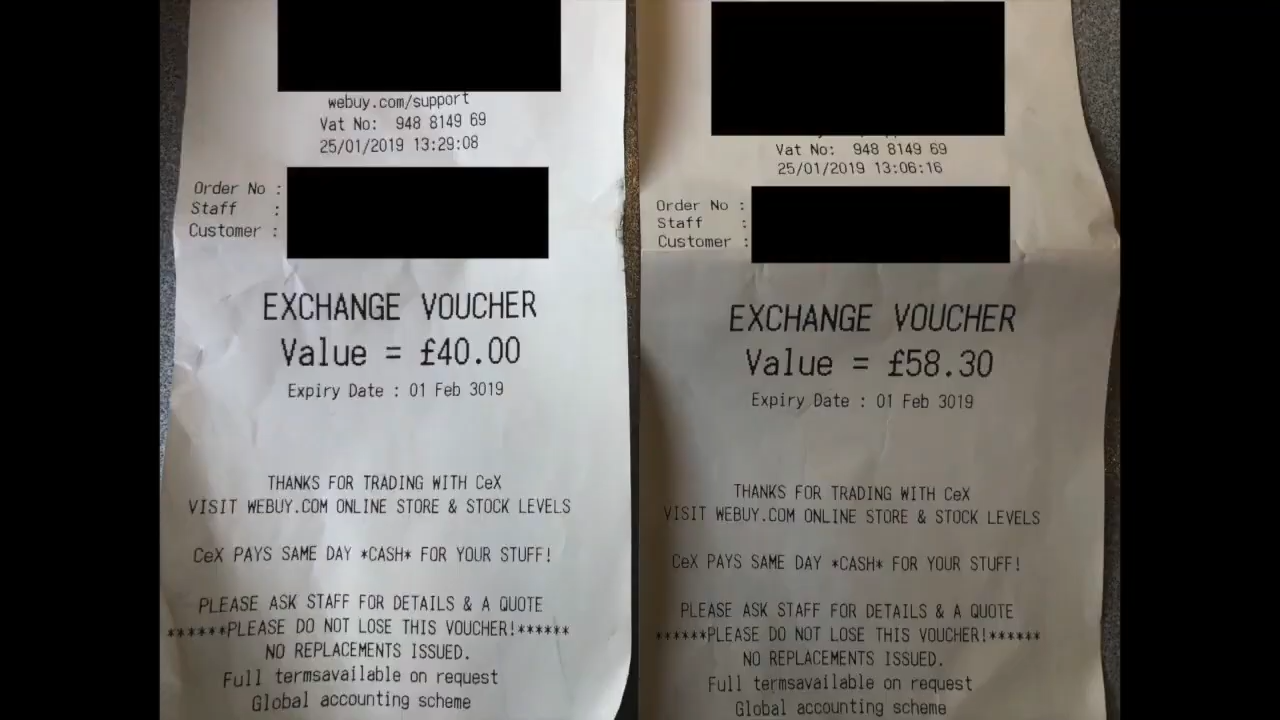 webuy.com/support
Vat No: 948 8149 69
25/01/2019 13:29:08
Order No :
Staff :
Customer :
EXCHANGE VOUCHER
Value = £40.00
Expiry Date : 01 Feb 3019
THANKS FOR TRADING WITH CeX
VISIT WEBUY.COM ONLINE STORE & STOCK LEVELS
CeX PAYS SAME DAY *CASH* FOR YOUR STUFF!
PLEASE ASK STAFF FOR DETAILS & A QUOTE
******PLEASE DO NOT LOSE THIS VOUCHER!******
NO REPLACEMENTS ISSUED.
Full termsavailable on request
Global accounting scheme
Vat No: 948 8149 69
25/01/2019 13:06:16
Order No :
Staff :
Customer :
EXCHANGE VOUCHER
Value = £58.30
Expiry Date : 01 Feb 3019
THANKS FOR TRADING WITH CeX
VISIT WEBUY.COM ONLINE STORE & STOCK LEVELS
CeX PAYS SAME DAY *CASH* FOR YOUR STUFF!
PLEASE ASK STAFF FOR DETAILS & A QUOTE
******PLEASE DO NOT LOSE THIS VOUCHER!******
NO REPLACEMENTS ISSUED.
Full termsavailable on request
Global accounting scheme